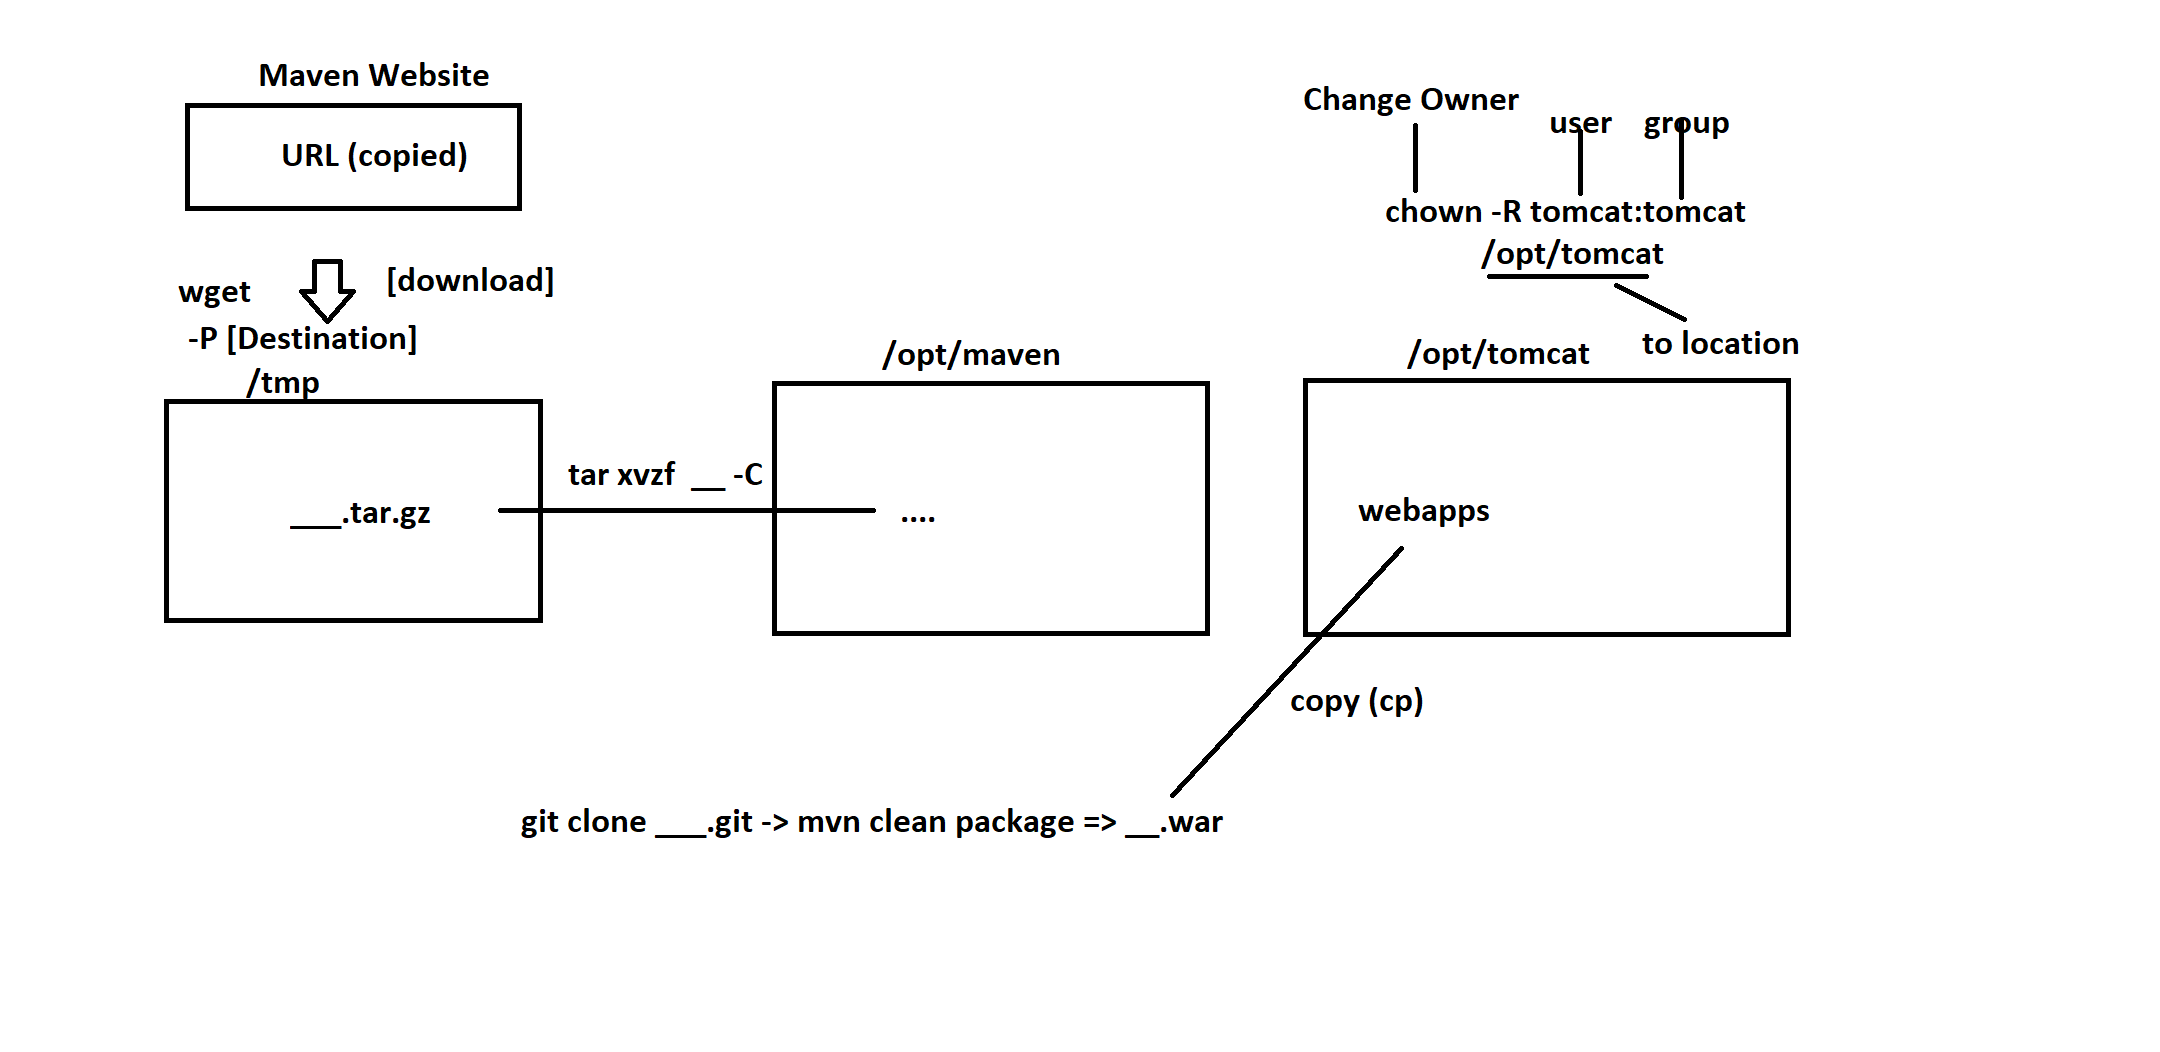 Maven Website
URL (copied)
wget
[download]
-P [Destination]
/tmp
___.tar.gz
tar xvzf __ -C
/opt/maven
....
Change Owner
user group
chown -R tomcat:tomcat
/opt/tomcat
to location
/opt/tomcat
webapps
copy (cp)
git clone ___.git -> mvn clean package => __.war